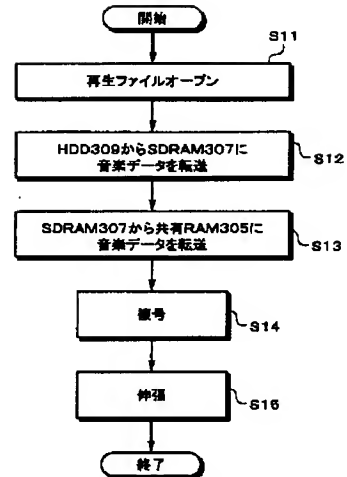 開始
S11
再生ファイルオープン
HDD309からSDRAM307に
音楽データを転送
S12
SDRAM307から共有RAM305に
音楽データを転送
S13
復号
S14
伸張
S15
終了